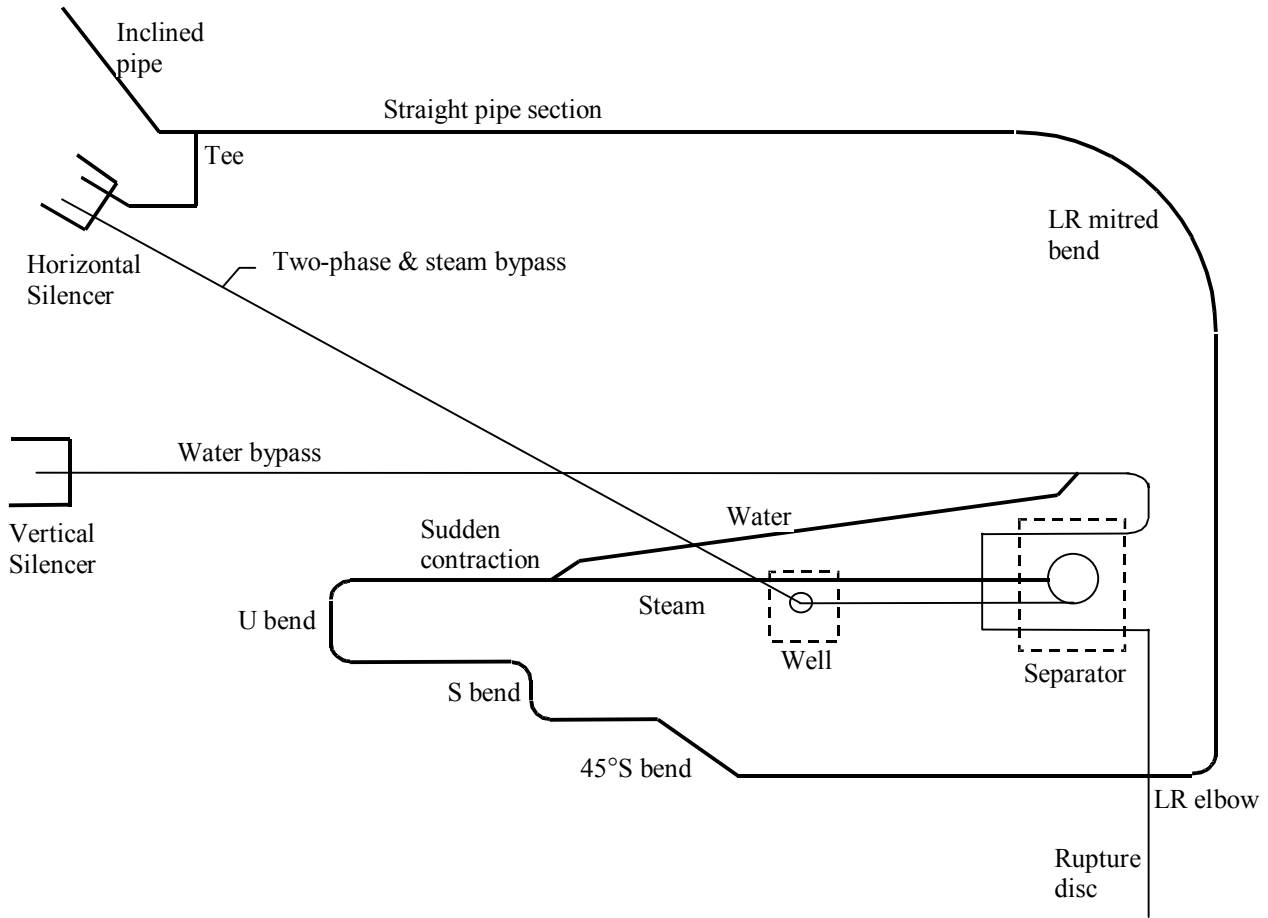 Inclined
pipe
Straight pipe section
Tee
LR mitred
bend
Horizontal
Silencer
Two-phase & steam bypass
Water bypass
Vertical
Silencer
Sudden
contraction
Water
Steam
U bend
Well
Separator
S bend
45°S bend
LR elbow
Rupture
disc